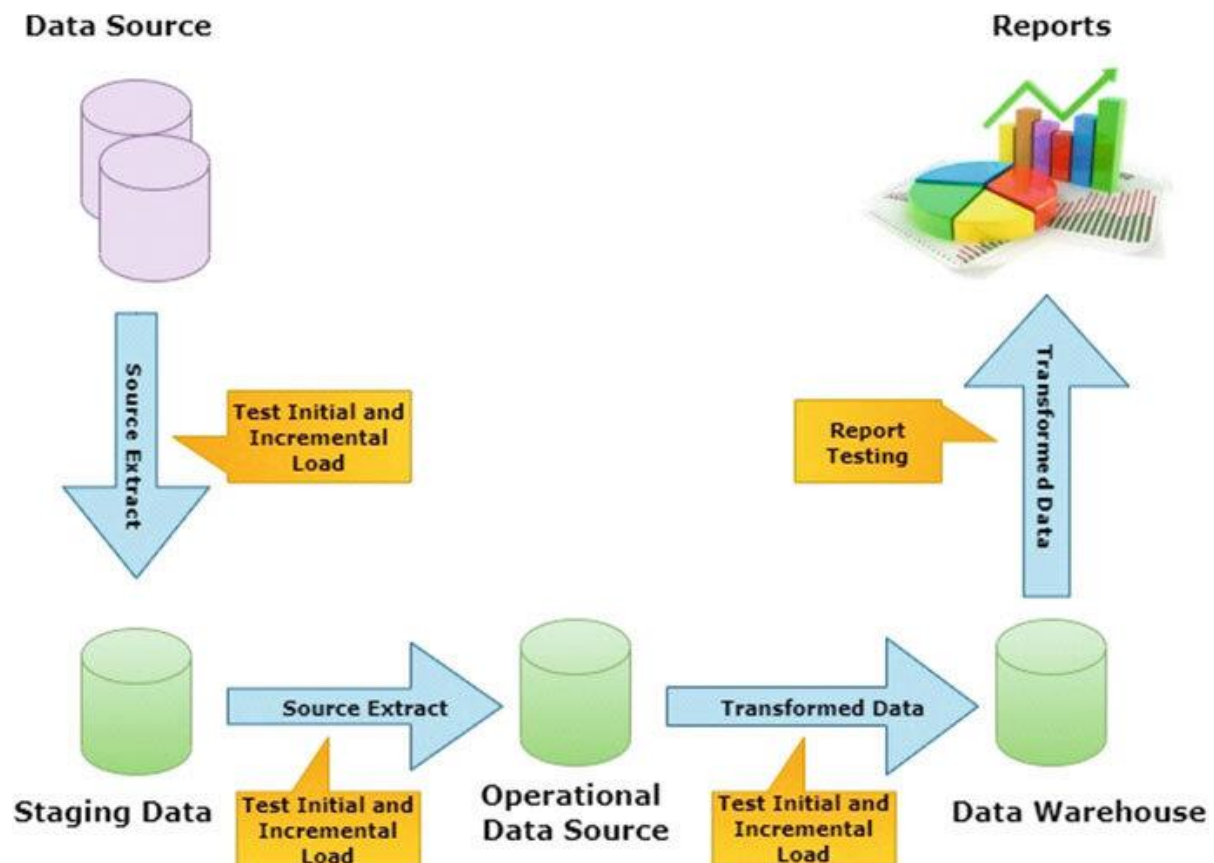 Data Source
Reports
Source Extract
Test Initial and
Incremental
Load
Report
Testing
Transformed Data
Source Extract
Transformed Data
Staging Data
Test Initial and
Incremental
Load
Operational
Data Source
Test Initial and
Incremental
Load
Data Warehouse